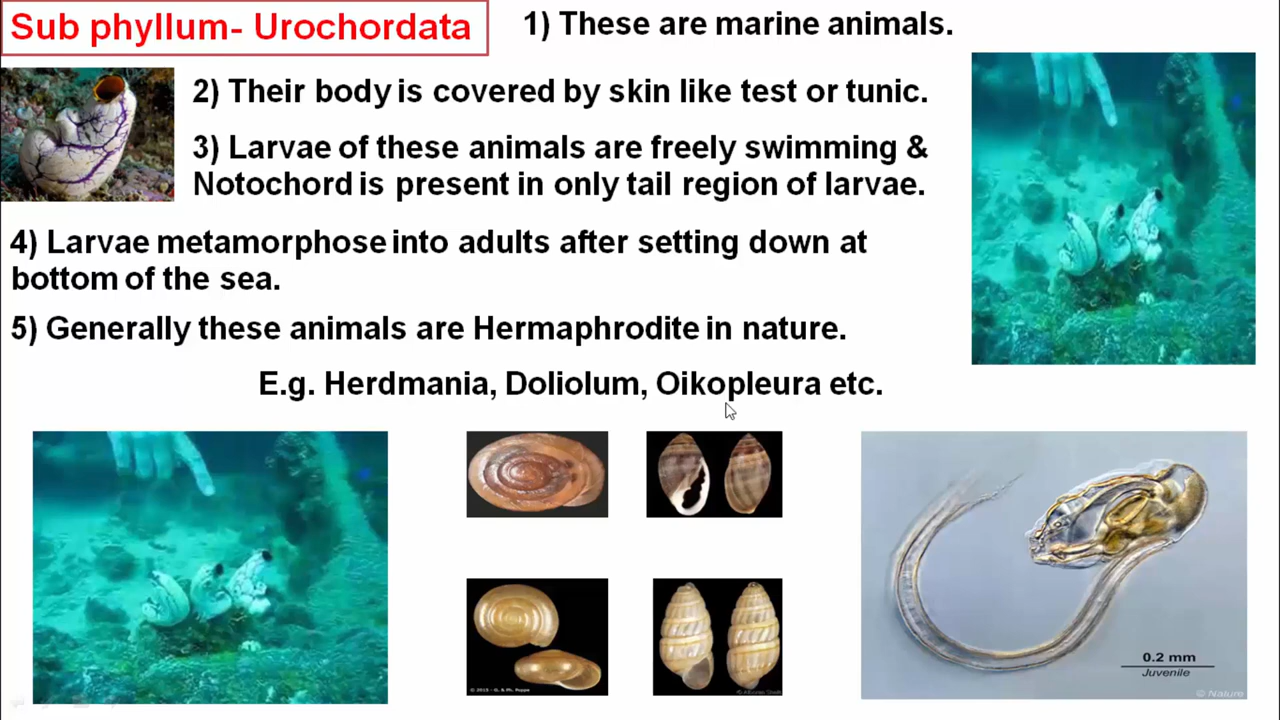 Sub phyllum- Urochordata
1) These are marine animals.
2) Their body is covered by skin like test or tunic.
3) Larvae of these animals are freely swimming &
Notochord is present in only tail region of larvae.
4) Larvae metamorphose into adults after setting down at
bottom of the sea.
5) Generally these animals are Hermaphrodite in nature.
E.g. Herdmania, Doliolum, Oikopleura etc.
0.2 mm
Juvenile
© Nature